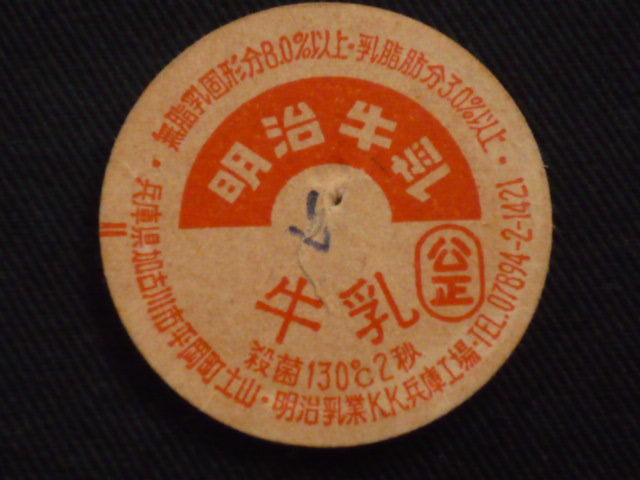 無脂乳固形分8.0%以上・乳脂肪分3.0%以上・
明治牛乳
公正
牛乳
殺菌130℃2秒
兵庫県加古川市平岡町土山・明治乳業K.K.兵庫工場・TEL.07894-2-1421